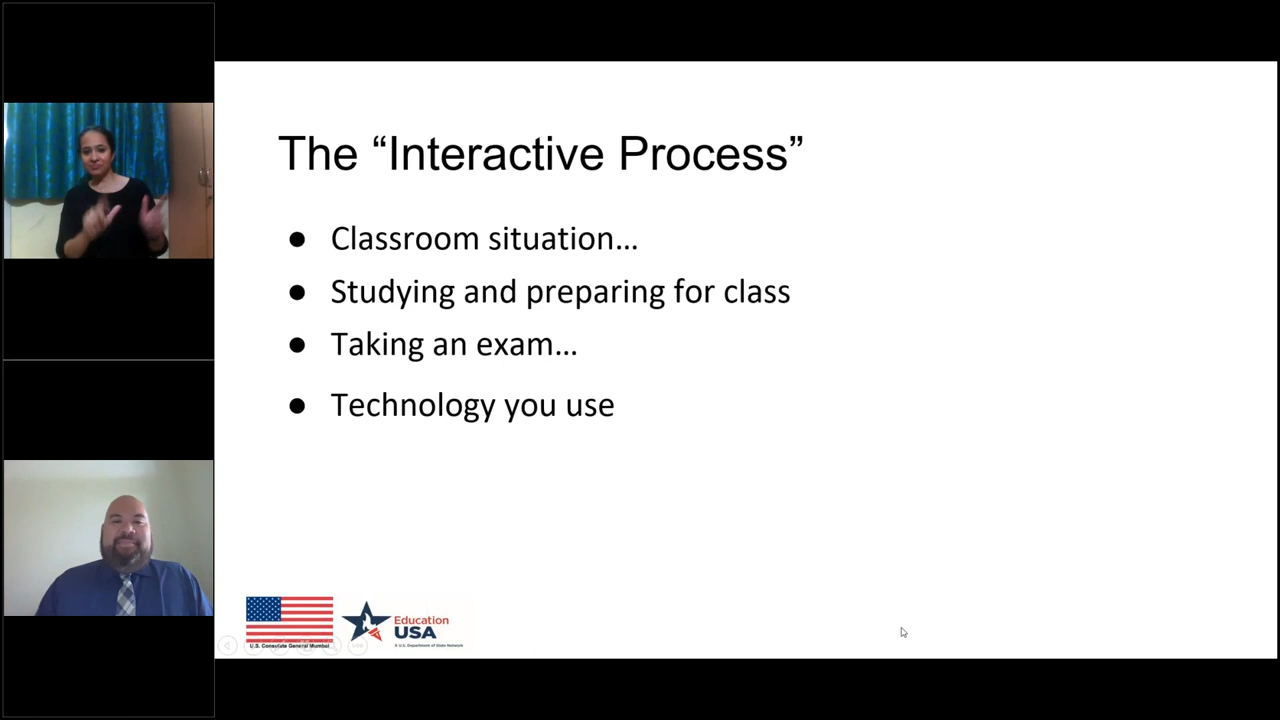 The “Interactive Process”
● Classroom situation…
● Studying and preparing for class
● Taking an exam…
● Technology you use
Education
USA
U.S. Consulate General Mumbai
A U.S. Department of State Network